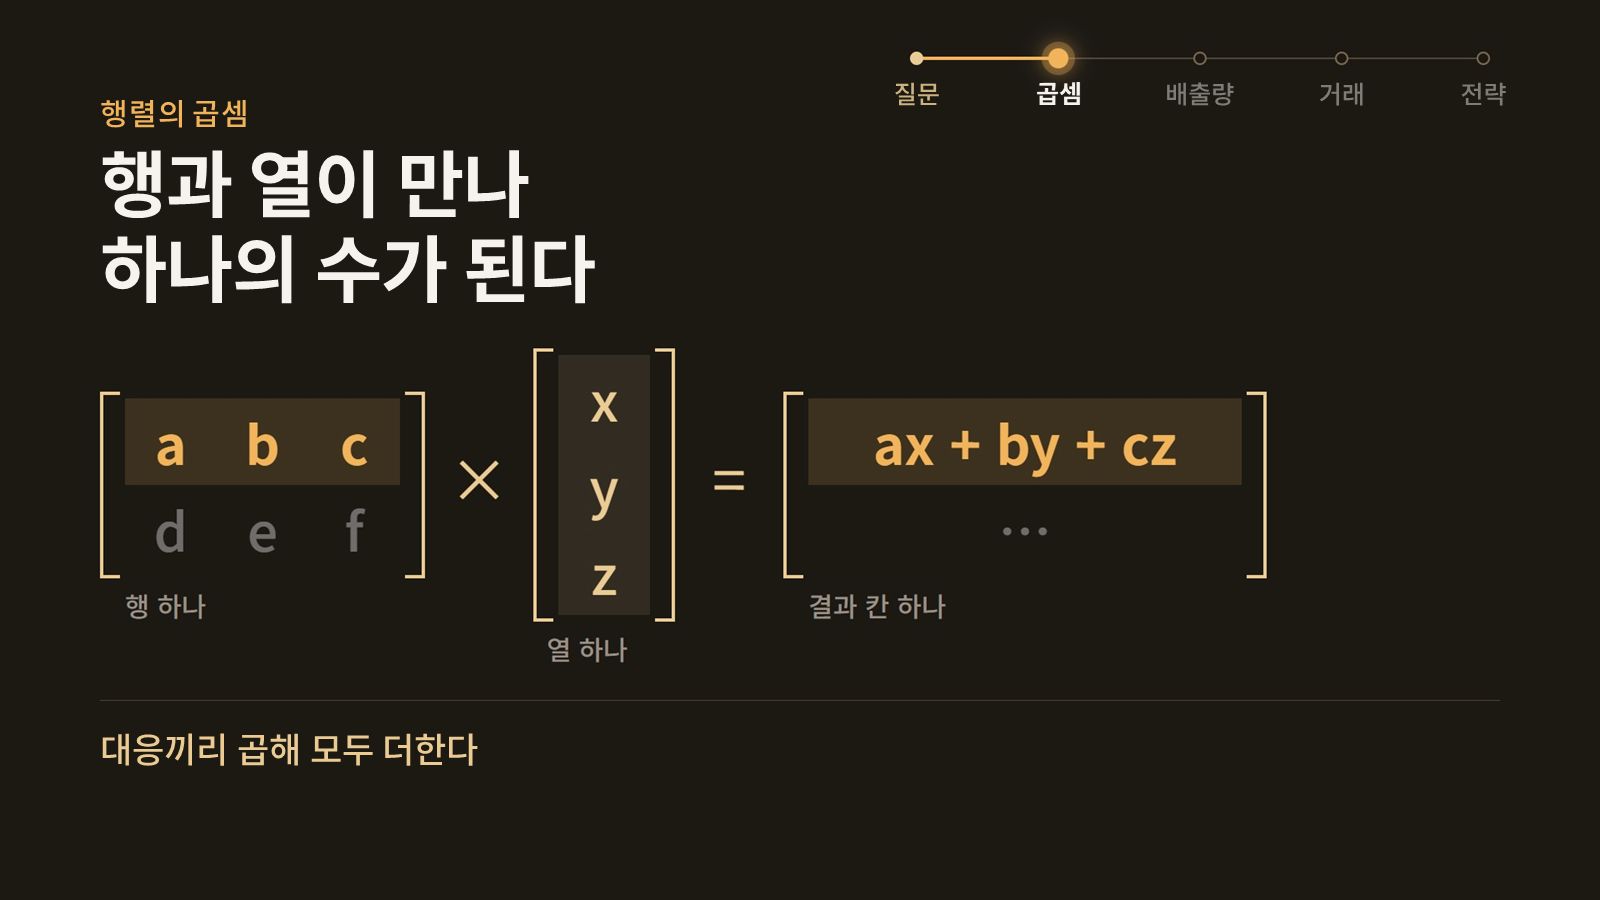 질문 곱셈 배출량 거래 전략
행렬의 곱셈
행과 열이 만나
하나의 수가 된다
a b c
d e f
행 하나
×
x
y
z
열 하나
=
ax + by + cz
...
결과 칸 하나
대응끼리 곱해 모두 더한다